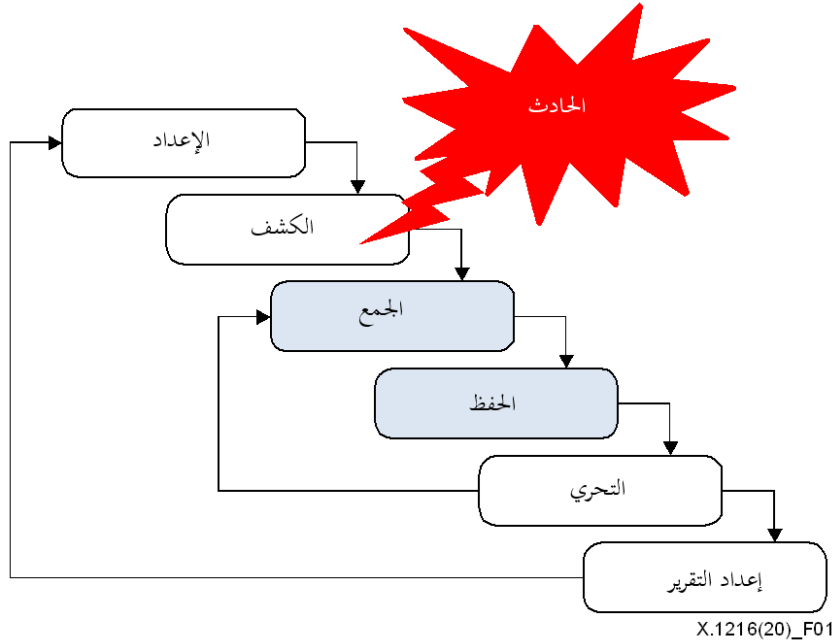 الحادث
الإعداد
الكشف
الجمع
الحفظ
التحري
إعداد التقرير
X.1216(20)_F01